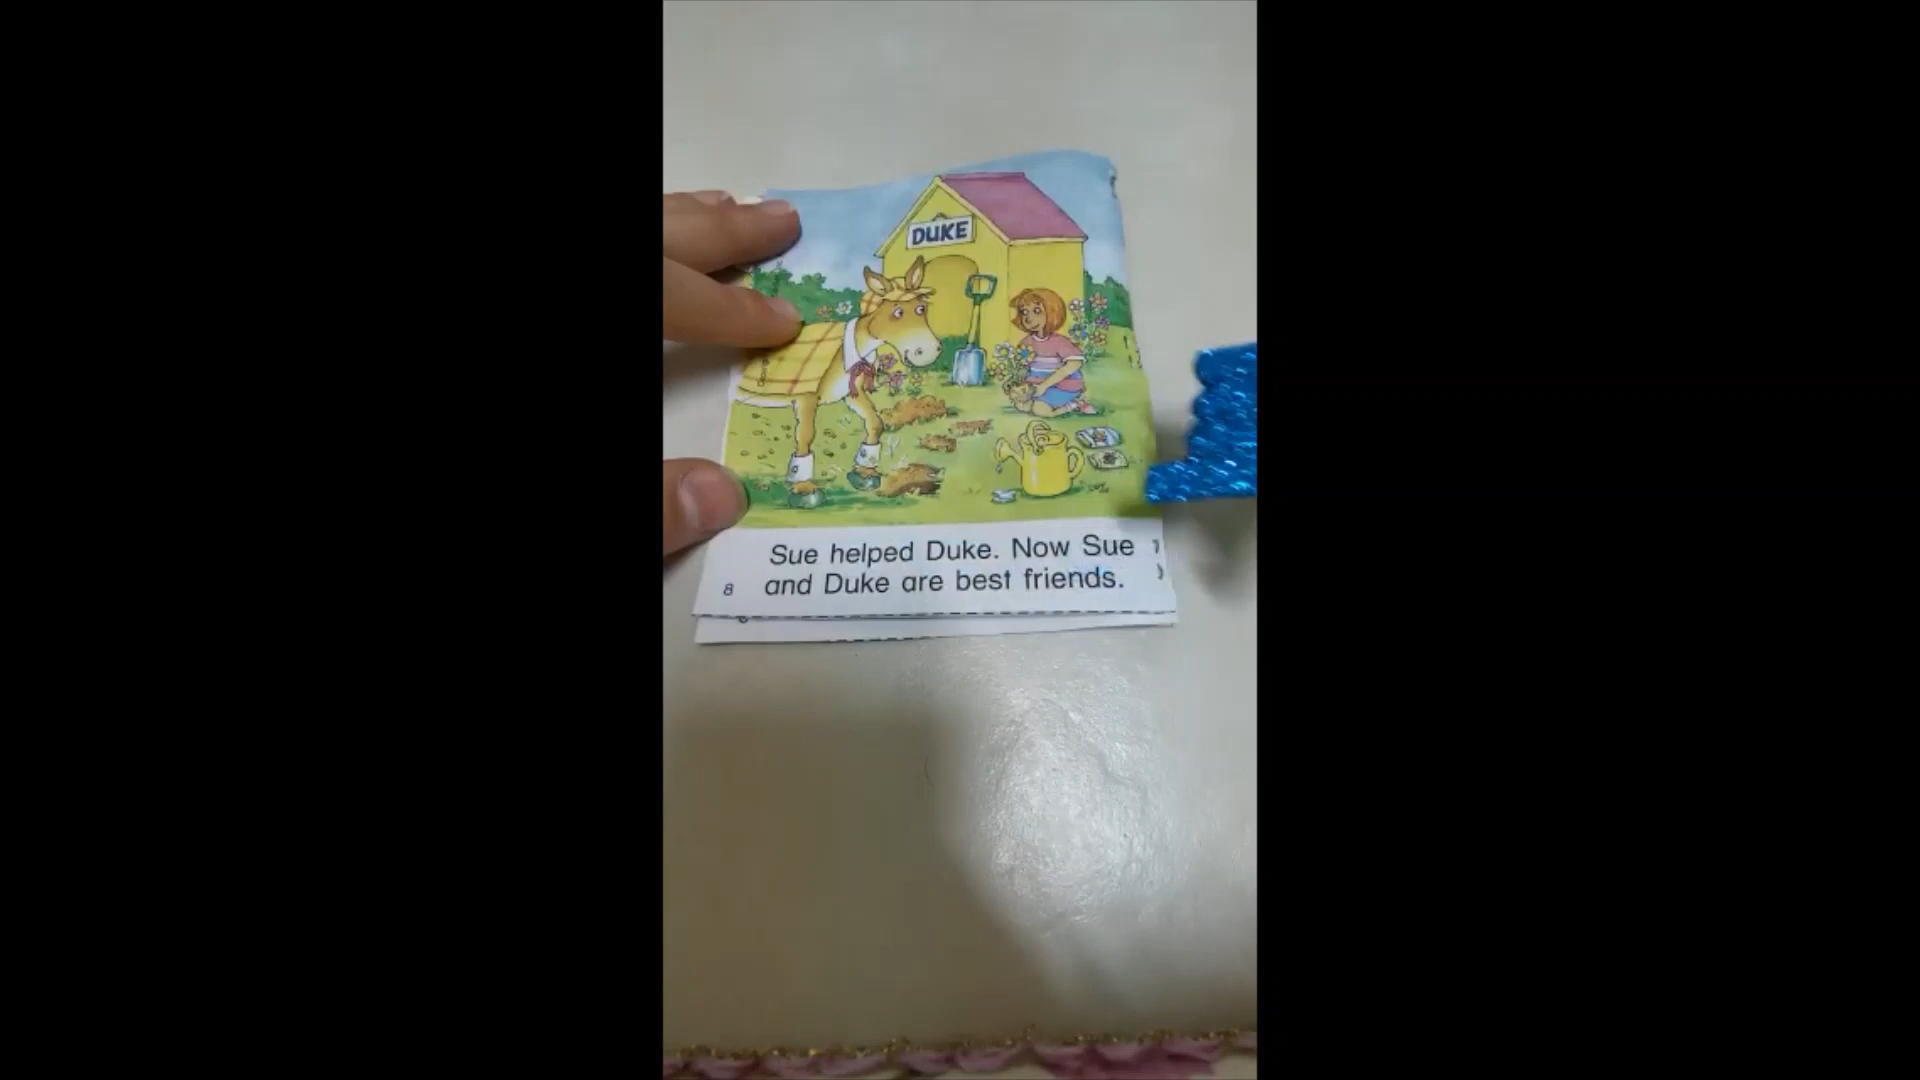 DUKE
Sue helped Duke. Now Sue
and Duke are best friends.
8